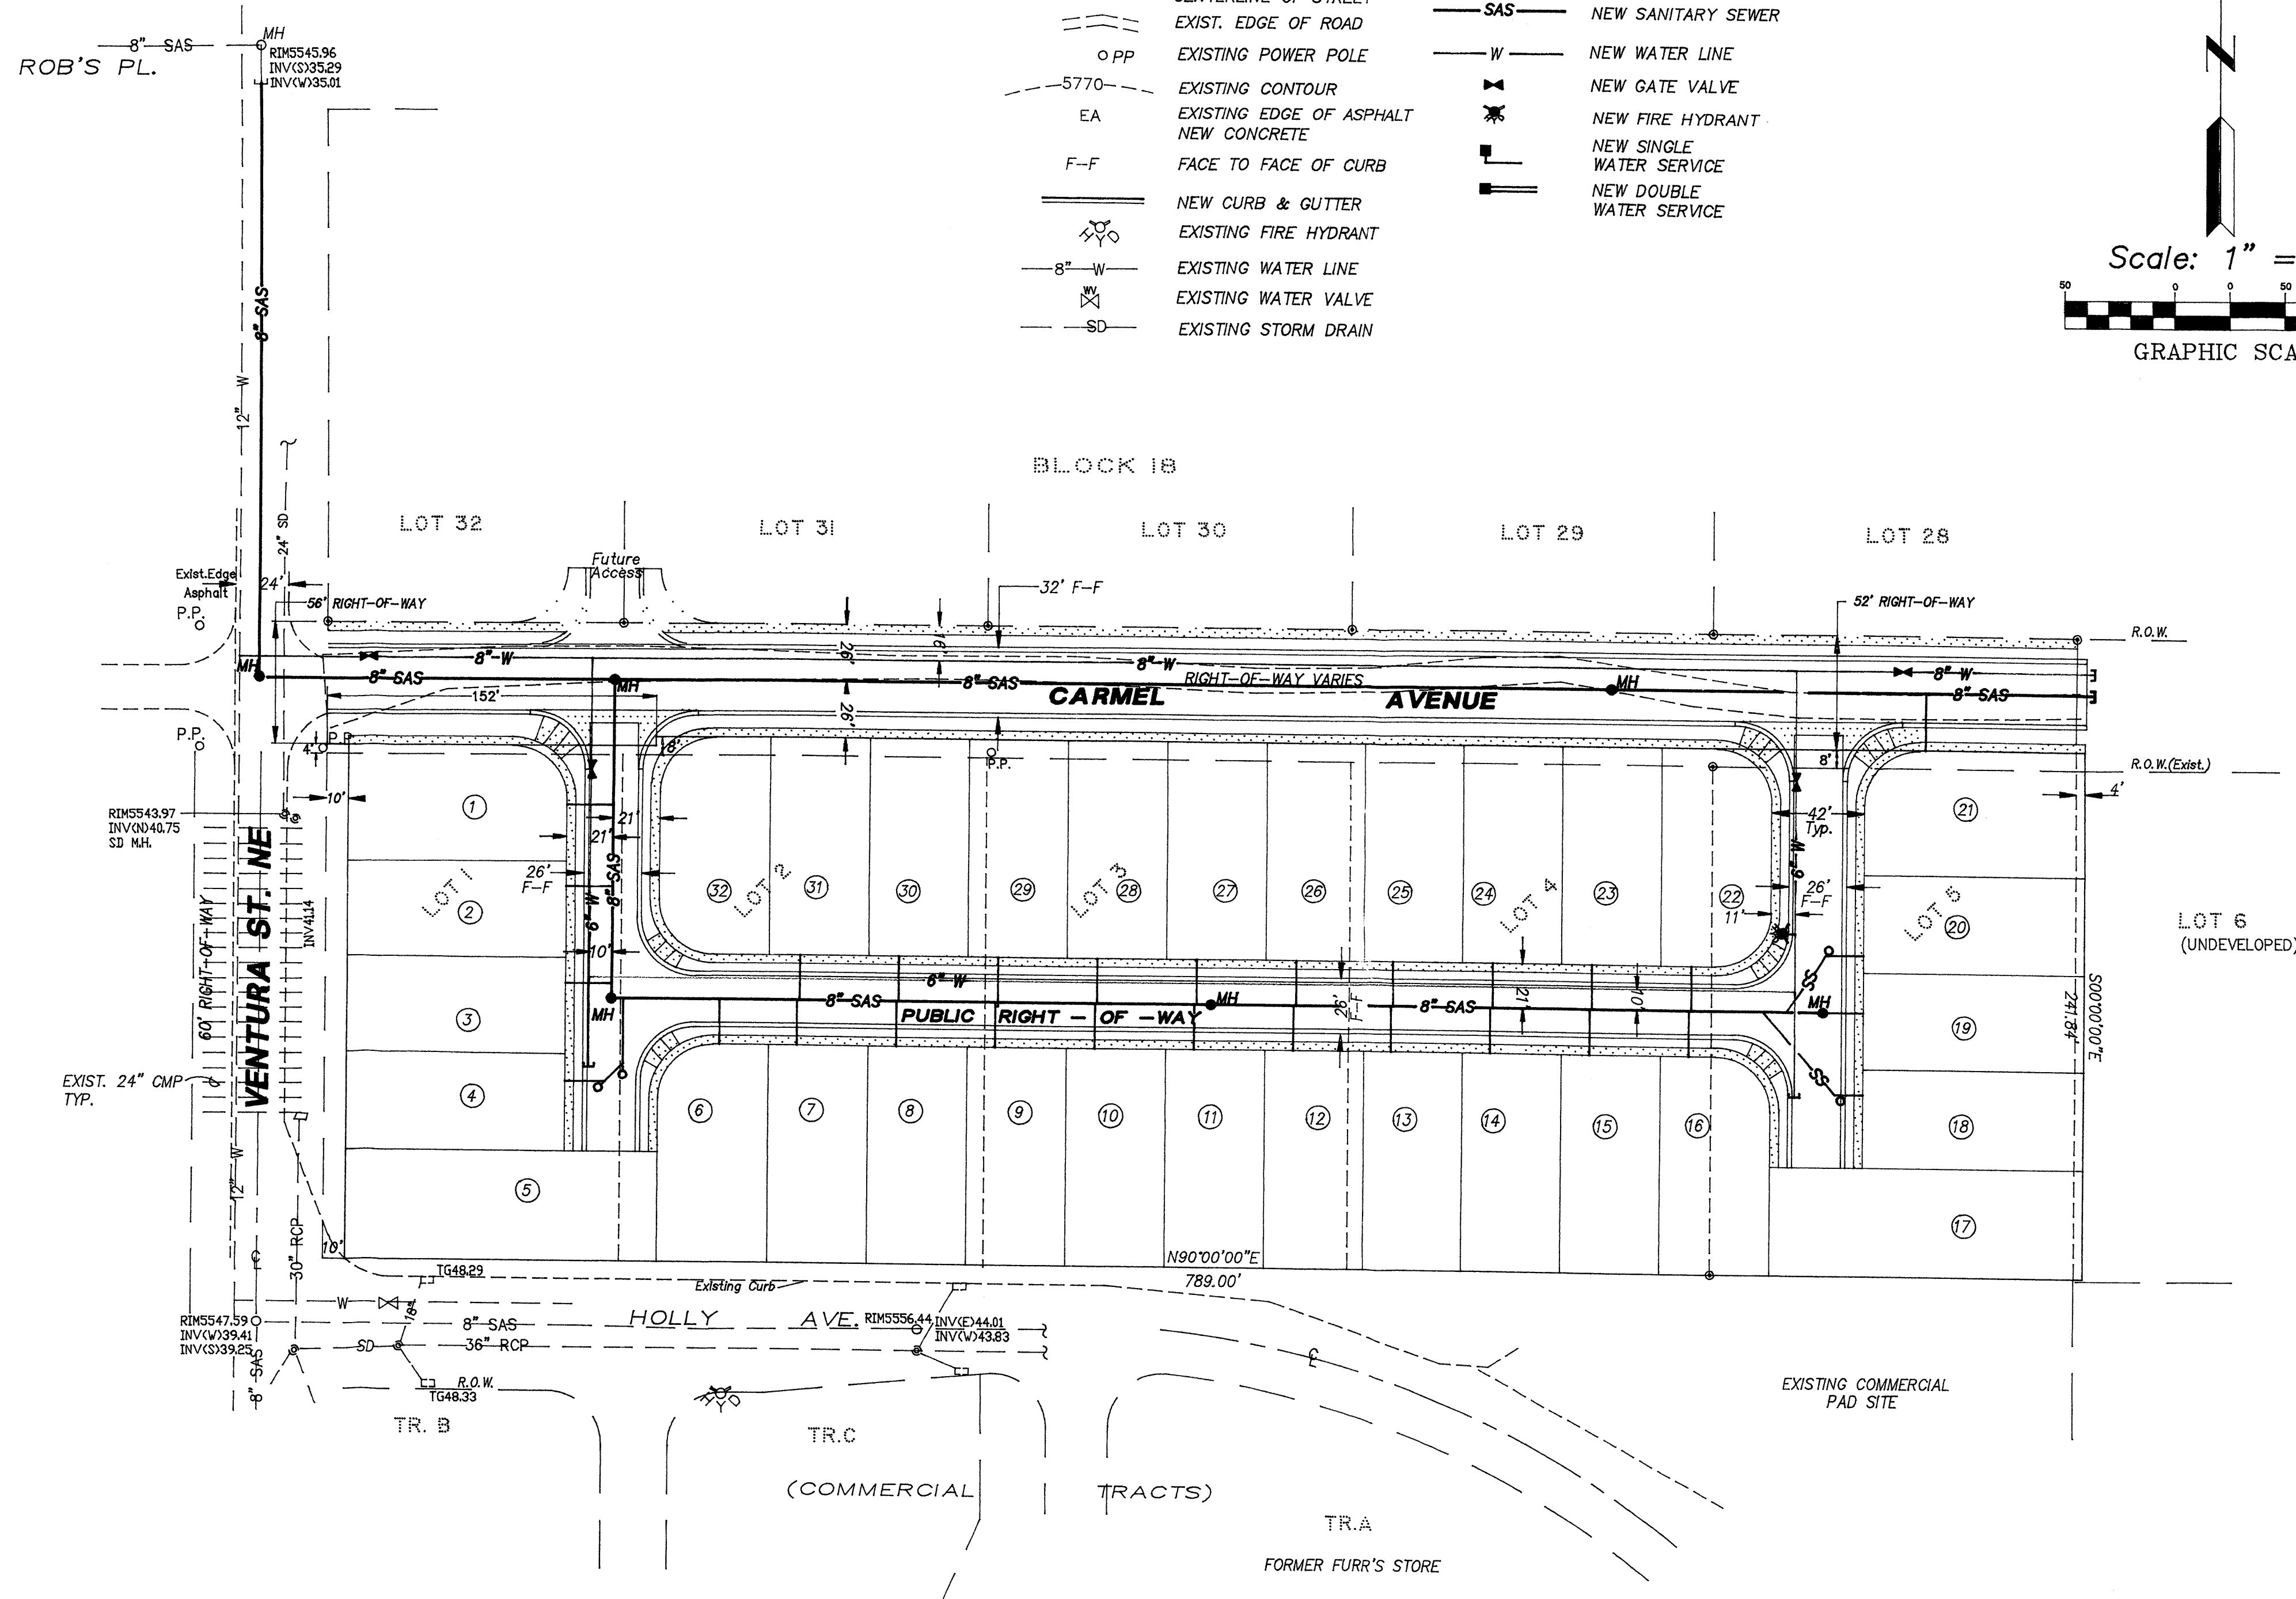 8" SAS
MH
ROB'S PL.
RIM5545.96
INV(S)35.29
INV(W)35.01
EXIST. EDGE OF ROAD
SAS
NEW SANITARY SEWER
O PP
EXISTING POWER POLE
W
NEW WATER LINE
5770
EXISTING CONTOUR
NEW GATE VALVE
EA
EXISTING EDGE OF ASPHALT
NEW CONCRETE
NEW FIRE HYDRANT
F--F
FACE TO FACE OF CURB
NEW SINGLE
WATER SERVICE
NEW CURB & GUTTER
NEW DOUBLE
WATER SERVICE
HYD
EXISTING FIRE HYDRANT
8" W
EXISTING WATER LINE
WV
EXISTING WATER VALVE
SD
EXISTING STORM DRAIN
N
Scale: 1" =
50 0 0 50
GRAPHIC SCA
8" SAS
12" W
24" SD
BLOCK 18
LOT 32
LOT 31
LOT 30
LOT 29
LOT 28
Future
Access
Exist.Edge
Asphalt
24'
P.P.
56' RIGHT-OF-WAY
32' F-F
52' RIGHT-OF-WAY
R.O.W.
26'
16'
MH
8"-W
8"-W
8"-W
8" SAS
MH
8" SAS
RIGHT-OF-WAY VARIES
MH
8" SAS
152'
CARMEL AVENUE
26'
P.P.
4'
P.P.
8'
P.P.
8'
R.O.W.(Exist.)
4'
10'
RIM5543.97
INV(N)40.75
SD M.H.
1
21'
21'
42'
Typ.
21
6"-W
26'
F-F
26'
F-F
11'
LOT 1
LOT 2
LOT 3
LOT 4
LOT 5
2
32
31
30
29
28
27
26
25
24
23
22
20
LOT 6
(UNDEVELOPED)
60' RIGHT-OF-WAY
VENTURA ST. NE
INV41.14
6"-W
8"-SAS
10'
6"-W
21'
10'
SS
3
MH
8" SAS
MH
26'
F-F
8" SAS
MH
19
PUBLIC RIGHT - OF -WAY
S00°00'00"E
241.84'
EXIST. 24" CMP
TYP.
4
6
7
8
9
10
11
12
13
14
15
16
SS
18
12" W
5
17
30" RCP
10'
N90°00'00"E
789.00'
TG48.29
Existing Curb
W
18"
RIM5547.59
INV(W)39.41
INV(S)39.25
8" SAS
HOLLY AVE.
RIM5556.44
INV(E)44.01
INV(W)43.83
SD
36" RCP
8" SAS
R.O.W.
TG48.33
HYD
EXISTING COMMERCIAL
PAD SITE
TR. B
TR.C
(COMMERCIAL TRACTS)
TR.A
FORMER FURR'S STORE